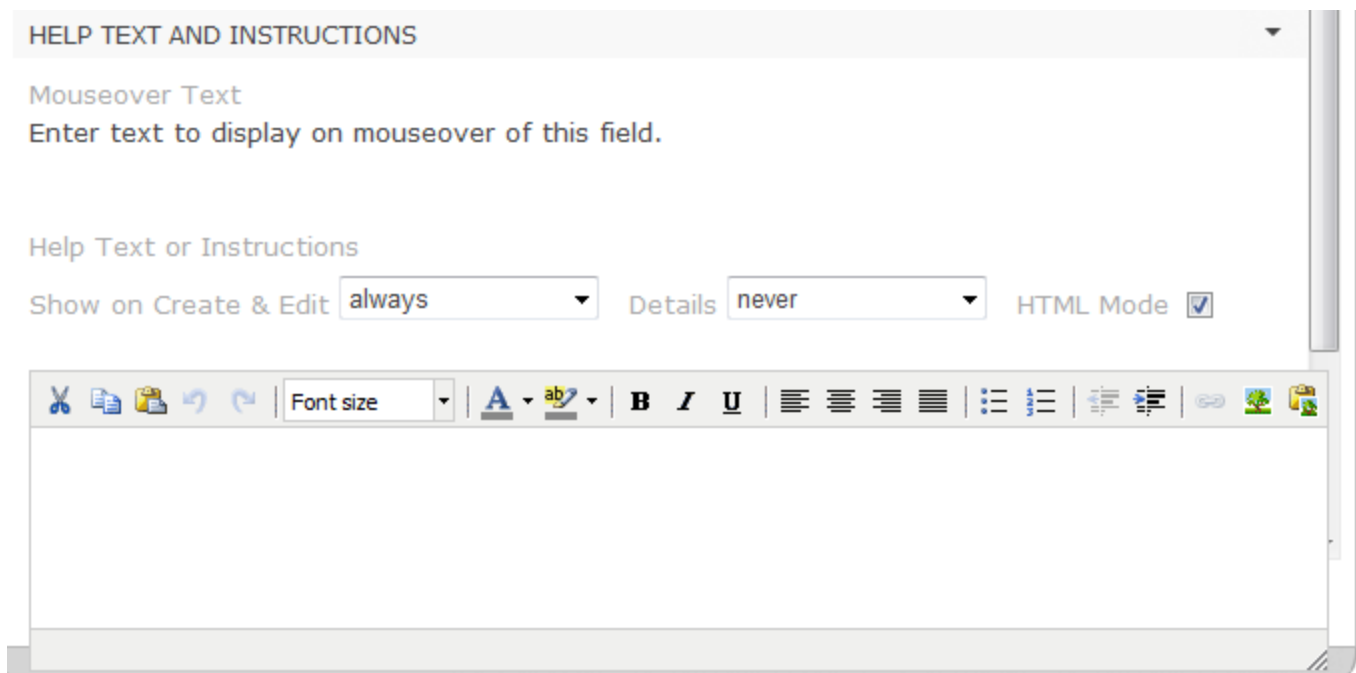 HELP TEXT AND INSTRUCTIONS
Mouseover Text
Enter text to display on mouseover of this field.
Help Text or Instructions
Show on Create & Edit always Details never HTML Mode
Font size A ab B I U